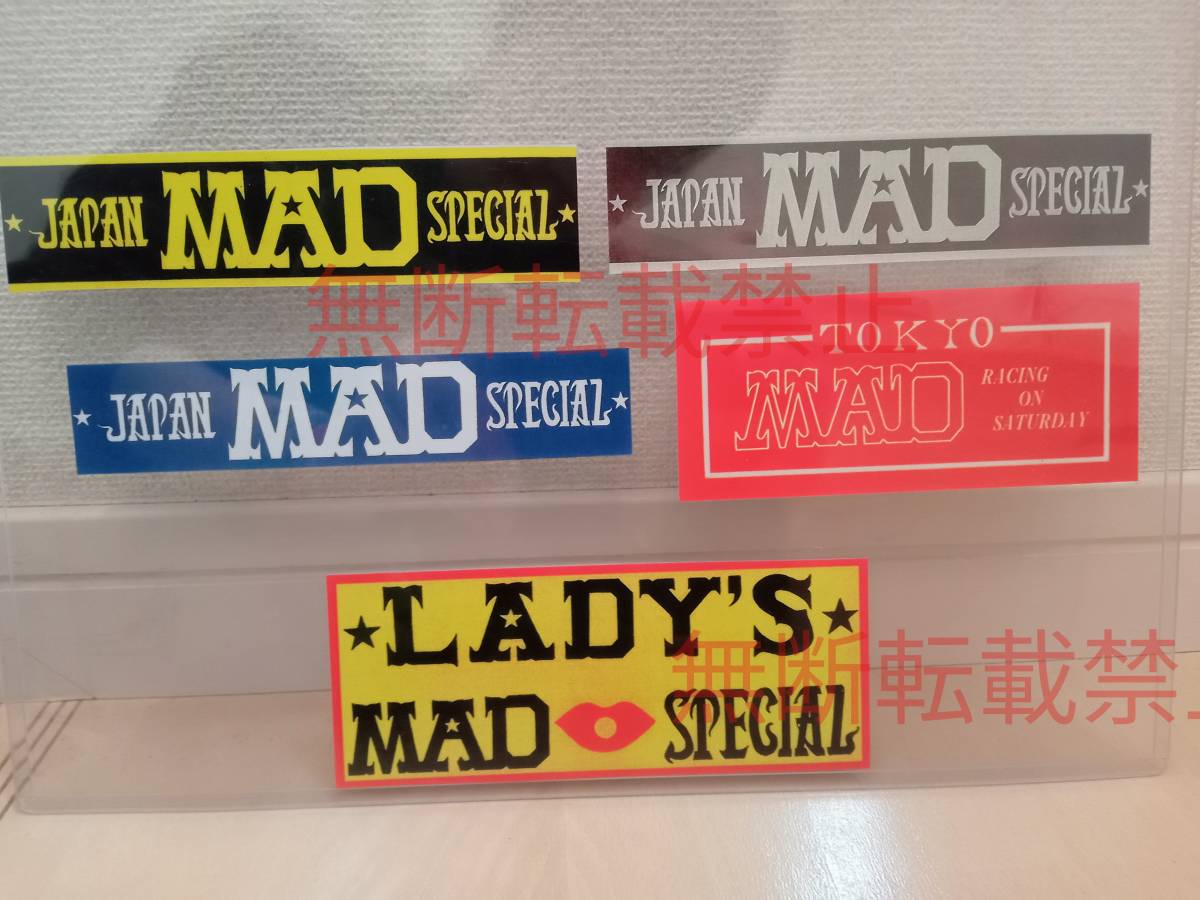 ★ JAPAN MAD SPECIAL ★
★ JAPAN MAD SPECIAL ★
無断転載禁止
★ JAPAN MAD SPECIAL ★
TOKYO
MAD
RACING
ON
SATURDAY
★ LADY'S ★
MAD SPECIAL
無断転載禁止